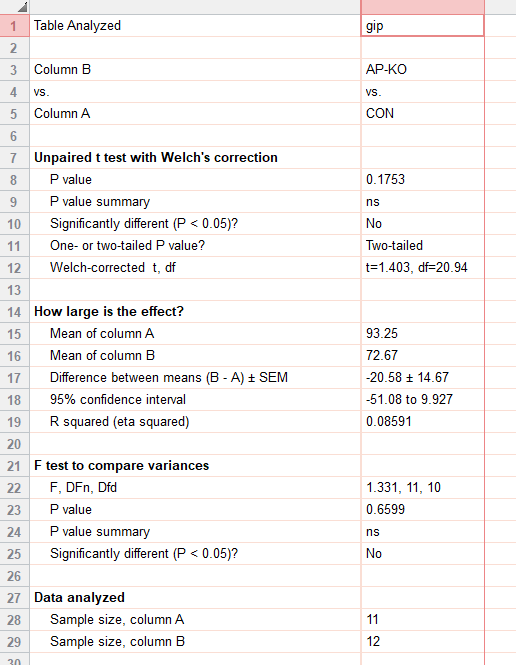 1 Table Analyzed gip
2
3 Column B AP-KO
4 vs. vs.
5 Column A CON
6
7 Unpaired t test with Welch's correction
8 P value 0.1753
9 P value summary ns
10 Significantly different (P < 0.05)? No
11 One- or two-tailed P value? Two-tailed
12 Welch-corrected t, df t=1.403, df=20.94
13
14 How large is the effect?
15 Mean of column A 93.25
16 Mean of column B 72.67
17 Difference between means (B - A) ± SEM -20.58 ± 14.67
18 95% confidence interval -51.08 to 9.927
19 R squared (eta squared) 0.08591
20
21 F test to compare variances
22 F, DFn, Dfd 1.331, 11, 10
23 P value 0.6599
24 P value summary ns
25 Significantly different (P < 0.05)? No
26
27 Data analyzed
28 Sample size, column A 11
29 Sample size, column B 12
30